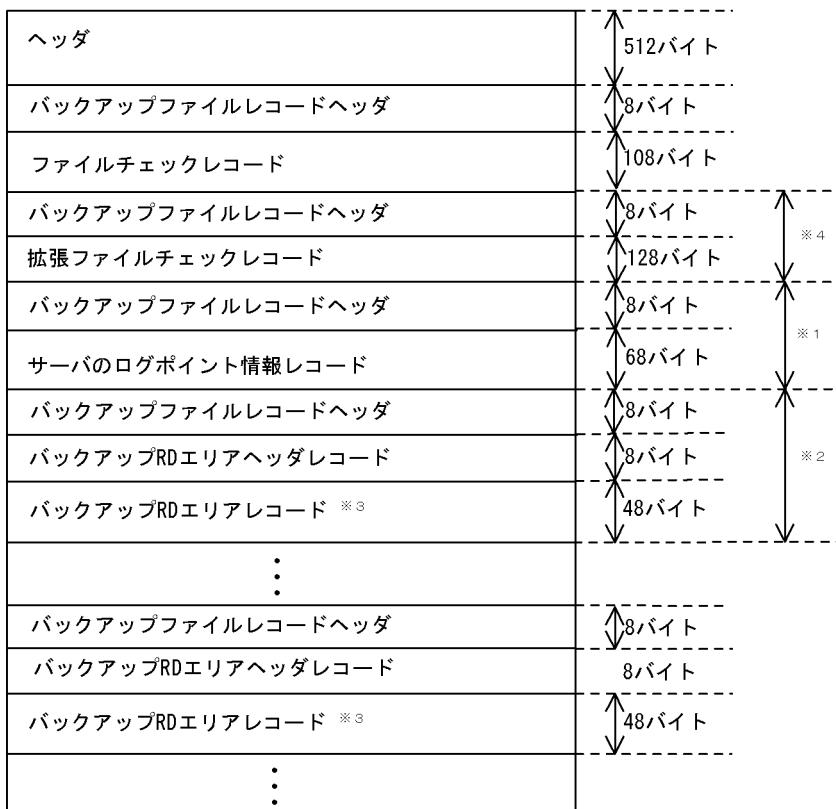 ヘッダ 512バイト
バックアップファイルレコードヘッダ 8バイト
ファイルチェックレコード 108バイト
バックアップファイルレコードヘッダ 8バイト ※4
拡張ファイルチェックレコード 128バイト
バックアップファイルレコードヘッダ 8バイト ※1
サーバのログポイント情報レコード 68バイト
バックアップファイルレコードヘッダ 8バイト
バックアップRDエリアヘッダレコード 8バイト ※2
バックアップRDエリアレコード ※3 48バイト
⋮
バックアップファイルレコードヘッダ 8バイト
バックアップRDエリアヘッダレコード 8バイト
バックアップRDエリアレコード ※3 48バイト
⋮